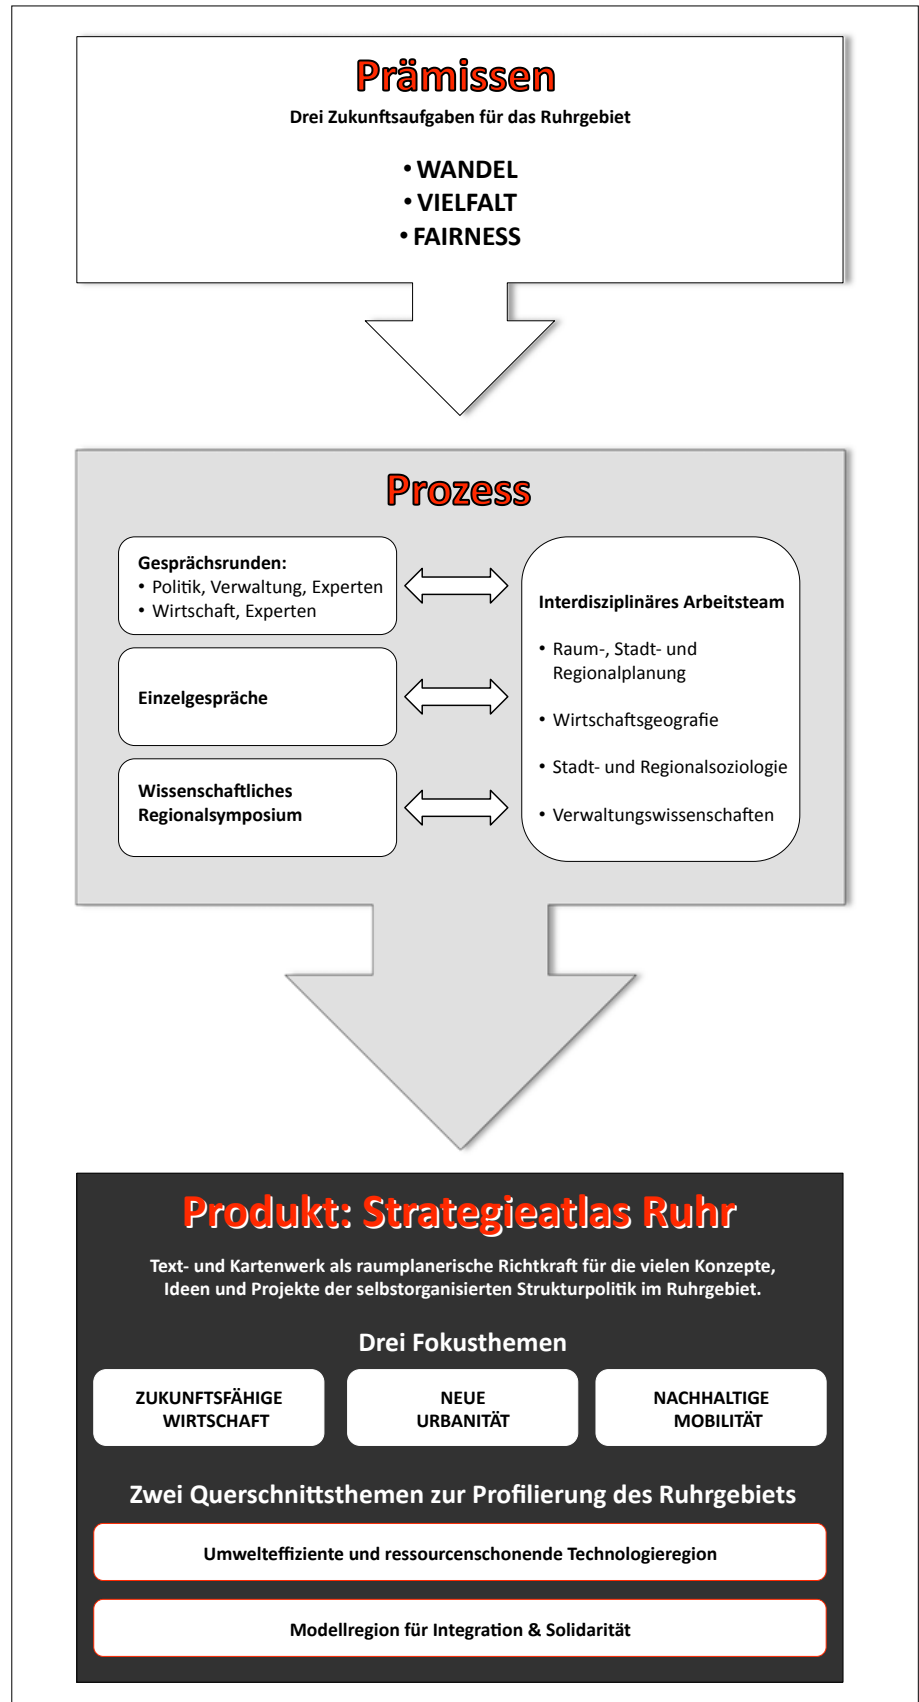 Prämissen
Drei Zukunftsaufgaben für das Ruhrgebiet
• WANDEL
• VIELFALT
• FAIRNESS
Prozess
Gesprächsrunden:
• Politik, Verwaltung, Experten
• Wirtschaft, Experten
Einzelgespräche
Wissenschaftliches
Regionalsymposium
Interdisziplinäres Arbeitsteam
• Raum-, Stadt- und
Regionalplanung
• Wirtschaftsgeografie
• Stadt- und Regionalsoziologie
• Verwaltungswissenschaften
Produkt: Strategieatlas Ruhr
Text- und Kartenwerk als raumplanerische Richtkraft für die vielen Konzepte,
Ideen und Projekte der selbstorganisierten Strukturpolitik im Ruhrgebiet.
Drei Fokusthemen
ZUKUNFTSFÄHIGE
WIRTSCHAFT
NEUE
URBANITÄT
NACHHALTIGE
MOBILITÄT
Zwei Querschnittsthemen zur Profilierung des Ruhrgebiets
Umwelteffiziente und ressourcenschonende Technologieregion
Modellregion für Integration & Solidarität